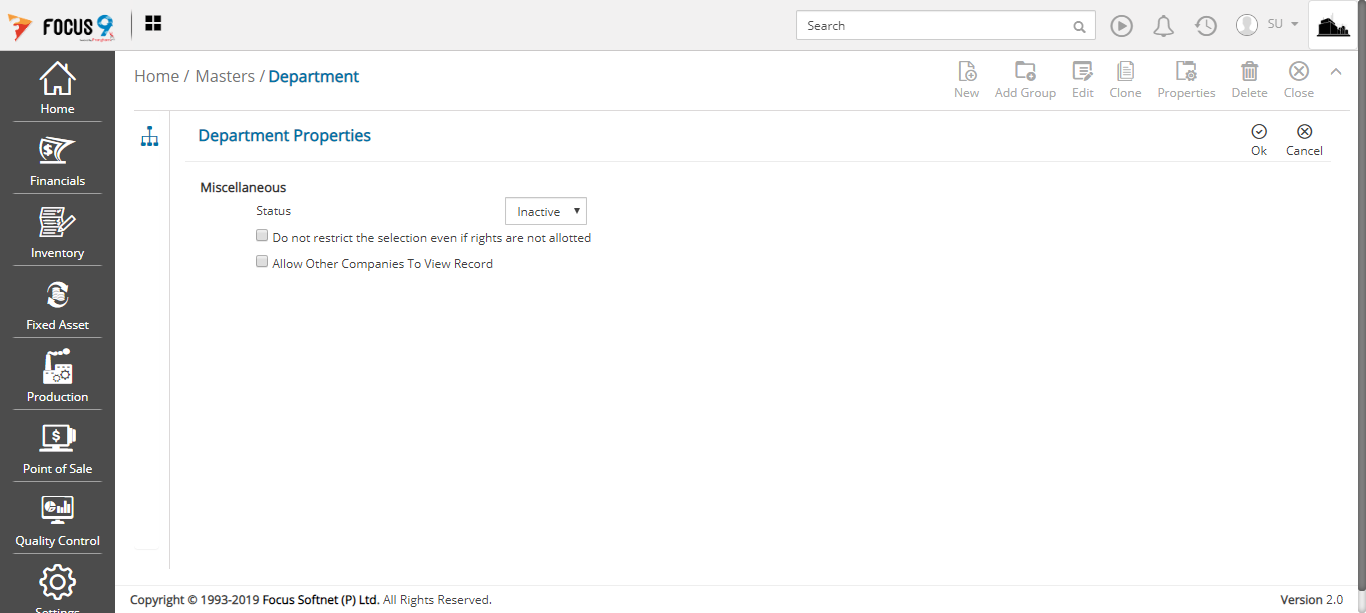 FOCUS 9
Search
SU
Home / Masters / Department
New
Add Group
Edit
Clone
Properties
Delete
Close
Home
Financials
Inventory
Fixed Asset
Production
Point of Sale
Quality Control
Settings
Department Properties
Ok
Cancel
Miscellaneous
Status
Inactive
Do not restrict the selection even if rights are not allotted
Allow Other Companies To View Record
Copyright © 1993-2019 Focus Softnet (P) Ltd. All Rights Reserved.
Version 2.0